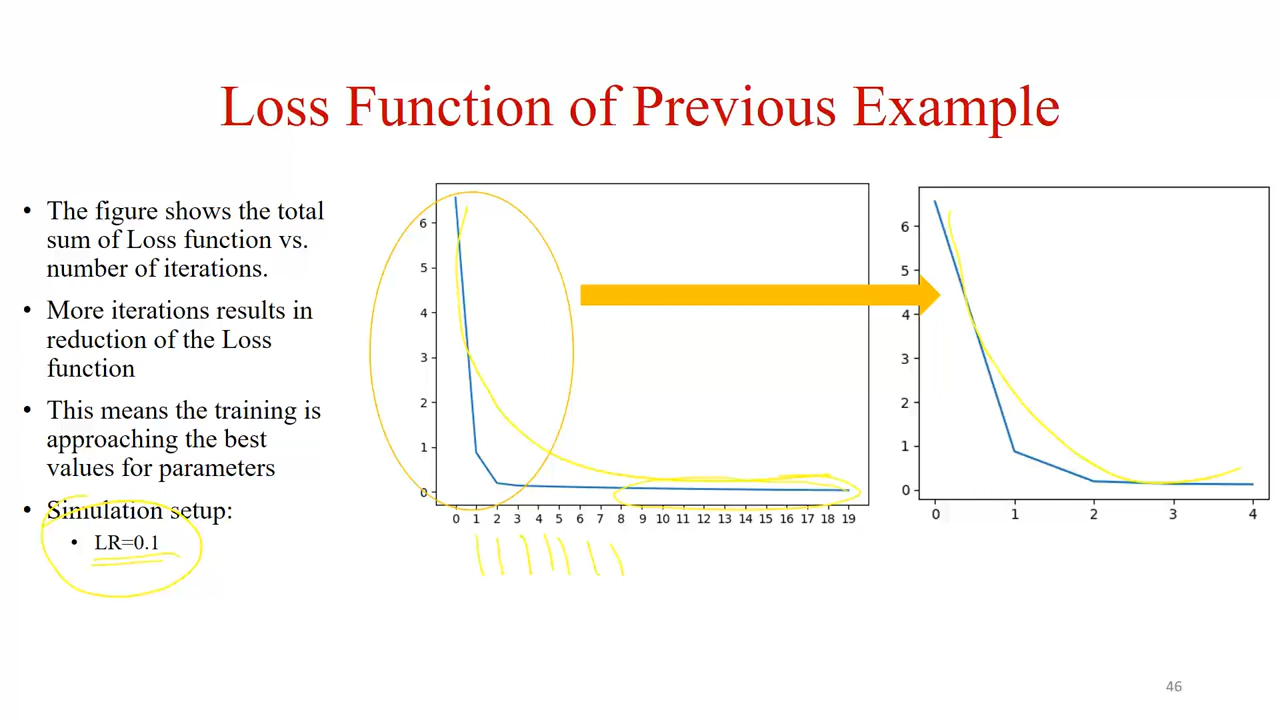 Loss Function of Previous Example
• The figure shows the total
sum of Loss function vs.
number of iterations.
• More iterations results in
reduction of the Loss
function
• This means the training is
approaching the best
values for parameters
• Simulation setup:
• LR=0.1
6
5
4
3
2
1
0
0 1 2 3 4 5 6 7 8 9 10 11 12 13 14 15 16 17 18 19
6
5
4
3
2
1
0
0 1 2 3 4
46